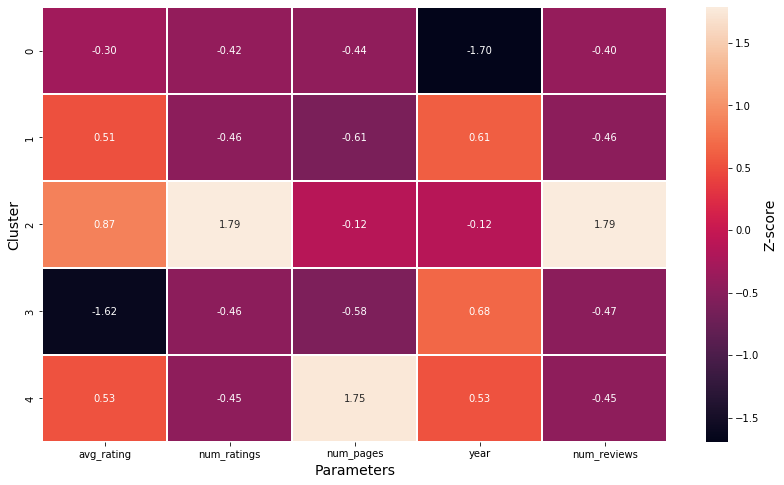 0 -0.30 -0.42 -0.44 -1.70 -0.40
1 0.51 -0.46 -0.61 0.61 -0.46
2 0.87 1.79 -0.12 -0.12 1.79
3 -1.62 -0.46 -0.58 0.68 -0.47
4 0.53 -0.45 1.75 0.53 -0.45
Cluster
avg_rating num_ratings num_pages year num_reviews
Parameters
1.5
1.0
0.5
0.0
−0.5
−1.0
−1.5
Z-score